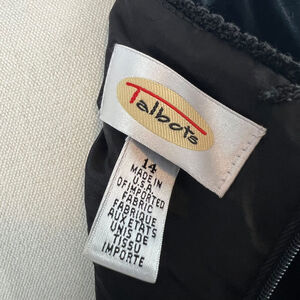 Talbots
14
MADE IN
U.S.A.
OF IMPORTED
FABRIC
FABRIQUE
AUX ETATS
UNIS DE
TISSU
IMPORTE